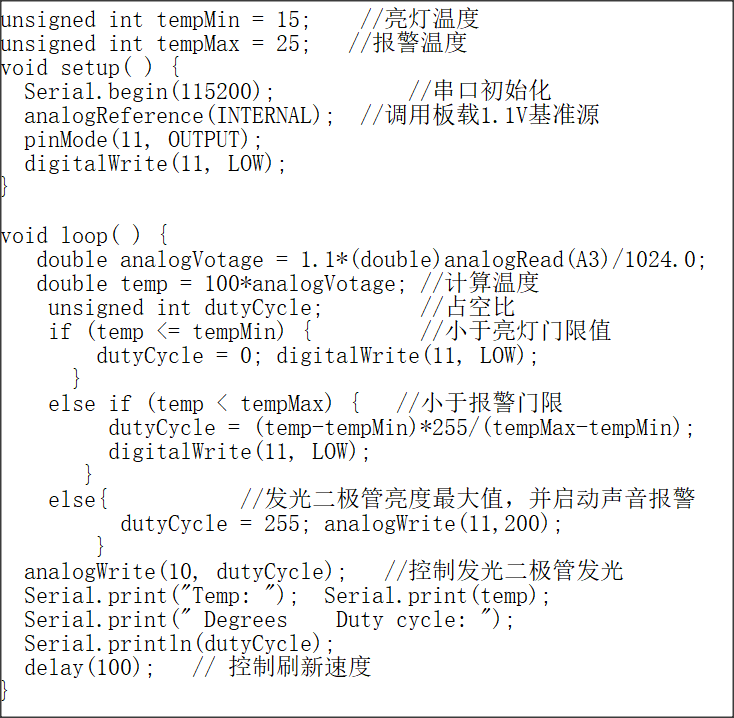 unsigned int tempMin = 15;    //亮灯温度
unsigned int tempMax = 25;   //报警温度
void setup( ) {
  Serial.begin(115200);           //串口初始化
  analogReference(INTERNAL);  //调用板载1.1V基准源
  pinMode(11, OUTPUT);
  digitalWrite(11, LOW);
}
void loop( ) {
   double analogVotage = 1.1*(double)analogRead(A3)/1024.0;
   double temp = 100*analogVotage; //计算温度
    unsigned int dutyCycle;        //占空比
    if (temp <= tempMin) {         //小于亮灯门限值
        dutyCycle = 0; digitalWrite(11, LOW);
      }
    else if (temp < tempMax) {   //小于报警门限
         dutyCycle = (temp-tempMin)*255/(tempMax-tempMin);
         digitalWrite(11, LOW);
       }
    else{           //发光二极管亮度最大值，并启动声音报警
          dutyCycle = 255; analogWrite(11,200);
        }
  analogWrite(10, dutyCycle);   //控制发光二极管发光
  Serial.print("Temp: ");  Serial.print(temp);
  Serial.print(" Degrees    Duty cycle: ");
  Serial.println(dutyCycle);
  delay(100);   // 控制刷新速度
}